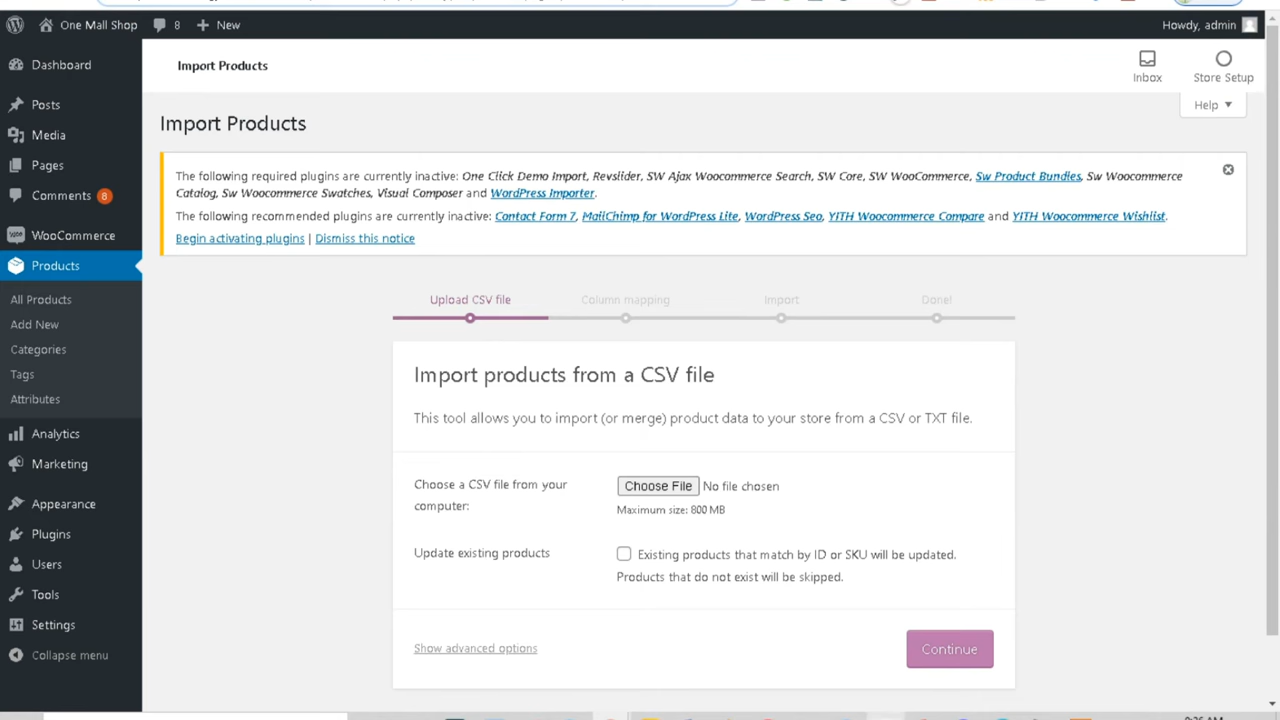 One Mall Shop
8
New
Howdy, admin
Dashboard
Posts
Media
Pages
Comments 8
WooCommerce
Products
All Products
Add New
Categories
Tags
Attributes
Analytics
Marketing
Appearance
Plugins
Users
Tools
Settings
Collapse menu
Import Products
Inbox
Store Setup
Help
Import Products
The following required plugins are currently inactive: One Click Demo Import, Revslider, SW Ajax Woocommerce Search, SW Core, SW WooCommerce, Sw Product Bundles, Sw Woocommerce
Catalog, Sw Woocommerce Swatches, Visual Composer and WordPress Importer.
The following recommended plugins are currently inactive: Contact Form 7, MailChimp for WordPress Lite, WordPress Seo, YITH Woocommerce Compare and YITH Woocommerce Wishlist.
Begin activating plugins | Dismiss this notice
Upload CSV file
Column mapping
Import
Done!
Import products from a CSV file
This tool allows you to import (or merge) product data to your store from a CSV or TXT file.
Choose a CSV file from your
computer:
Choose File No file chosen
Maximum size: 800 MB
Update existing products
Existing products that match by ID or SKU will be updated.
Products that do not exist will be skipped.
Show advanced options
Continue